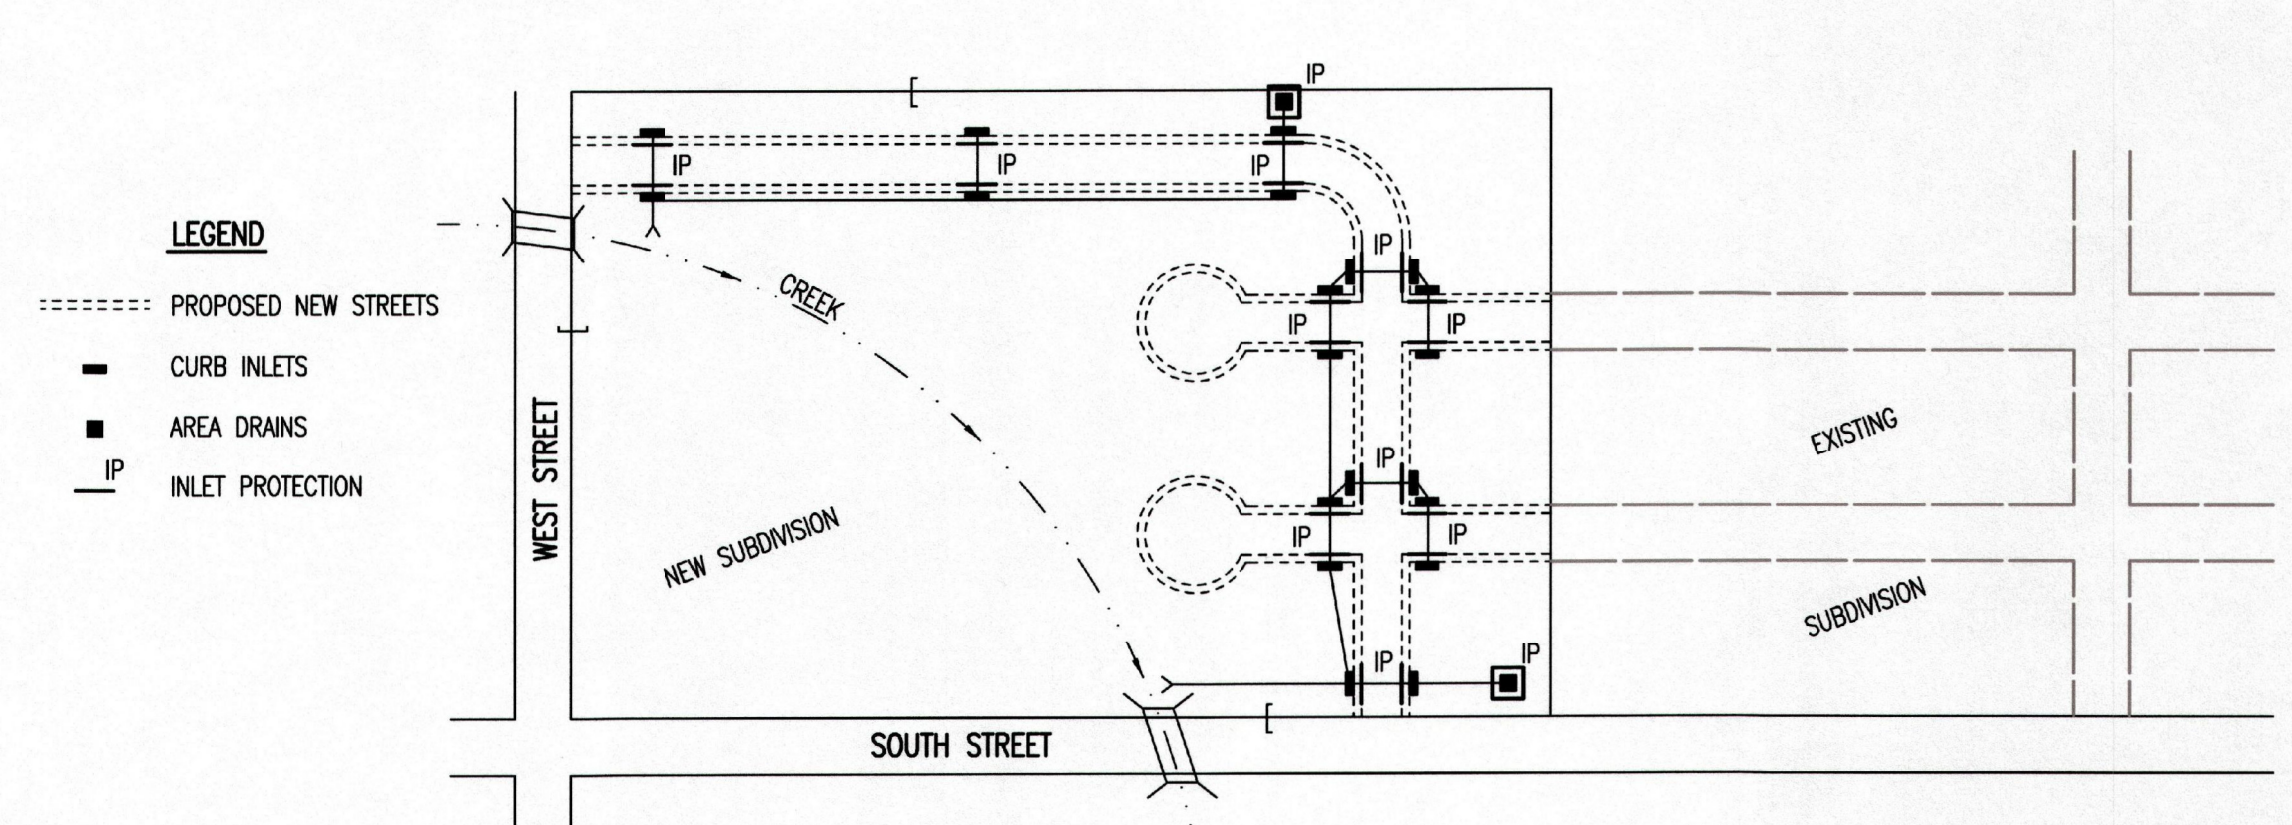 IP
IP
IP
IP
LEGEND
IP
PROPOSED NEW STREETS
CREEK
IP
IP
CURB INLETS
AREA DRAINS
EXISTING
IP
IP
INLET PROTECTION
WEST STREET
NEW SUBDIVISION
IP
IP
SUBDIVISION
IP
IP
SOUTH STREET